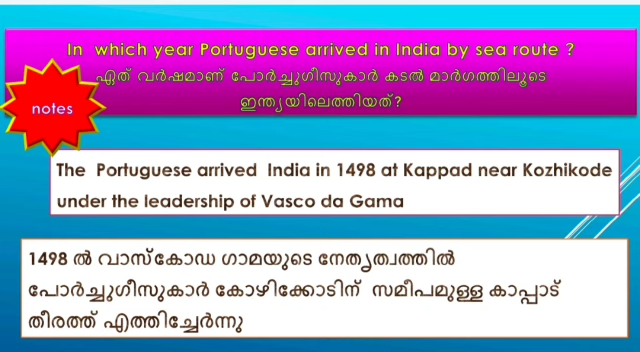 In which year Portuguese arrived in India by sea route ?
ഏത് വർഷമാണ് പോർച്ചുഗീസുകാർ കടൽ മാർഗത്തിലൂടെ
ഇന്ത്യയിലെത്തിയത്?
notes
The Portuguese arrived India in 1498 at Kappad near Kozhikode
under the leadership of Vasco da Gama
1498 ൽ വാസ്കോഡ ഗാമയുടെ നേതൃത്വത്തിൽ
പോർച്ചുഗീസുകാർ കോഴിക്കോടിന് സമീപമുള്ള കാപ്പാട്
തീരത്ത് എത്തിച്ചേർന്നു